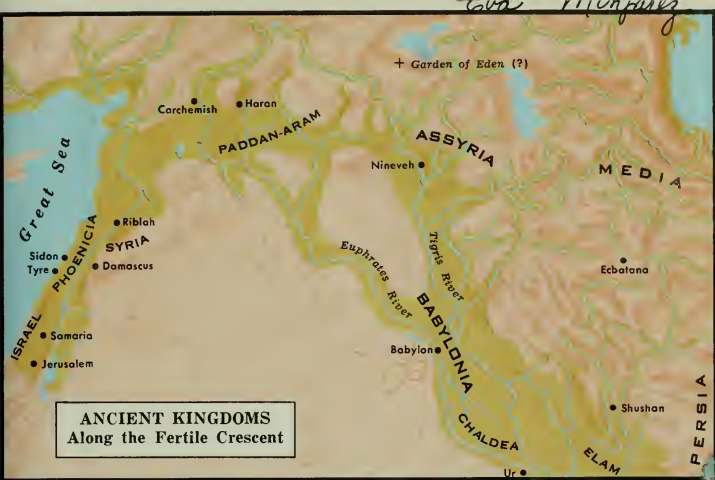 Eva
+ Garden of Eden (?)
Carchemish
Haran
PADDAN-ARAM
ASSYRIA
Nineveh
MEDIA
Great Sea
Riblah
SYRIA
PHOENICIA
Sidon
Tyre
Damascus
Euphrates River
Tigris River
Ecbatana
ISRAEL
Samaria
Jerusalem
BABYLONIA
Babylon
CHALDEA
ELAM
Shushan
PERSIA
Ur
ANCIENT KINGDOMS
Along the Fertile Crescent